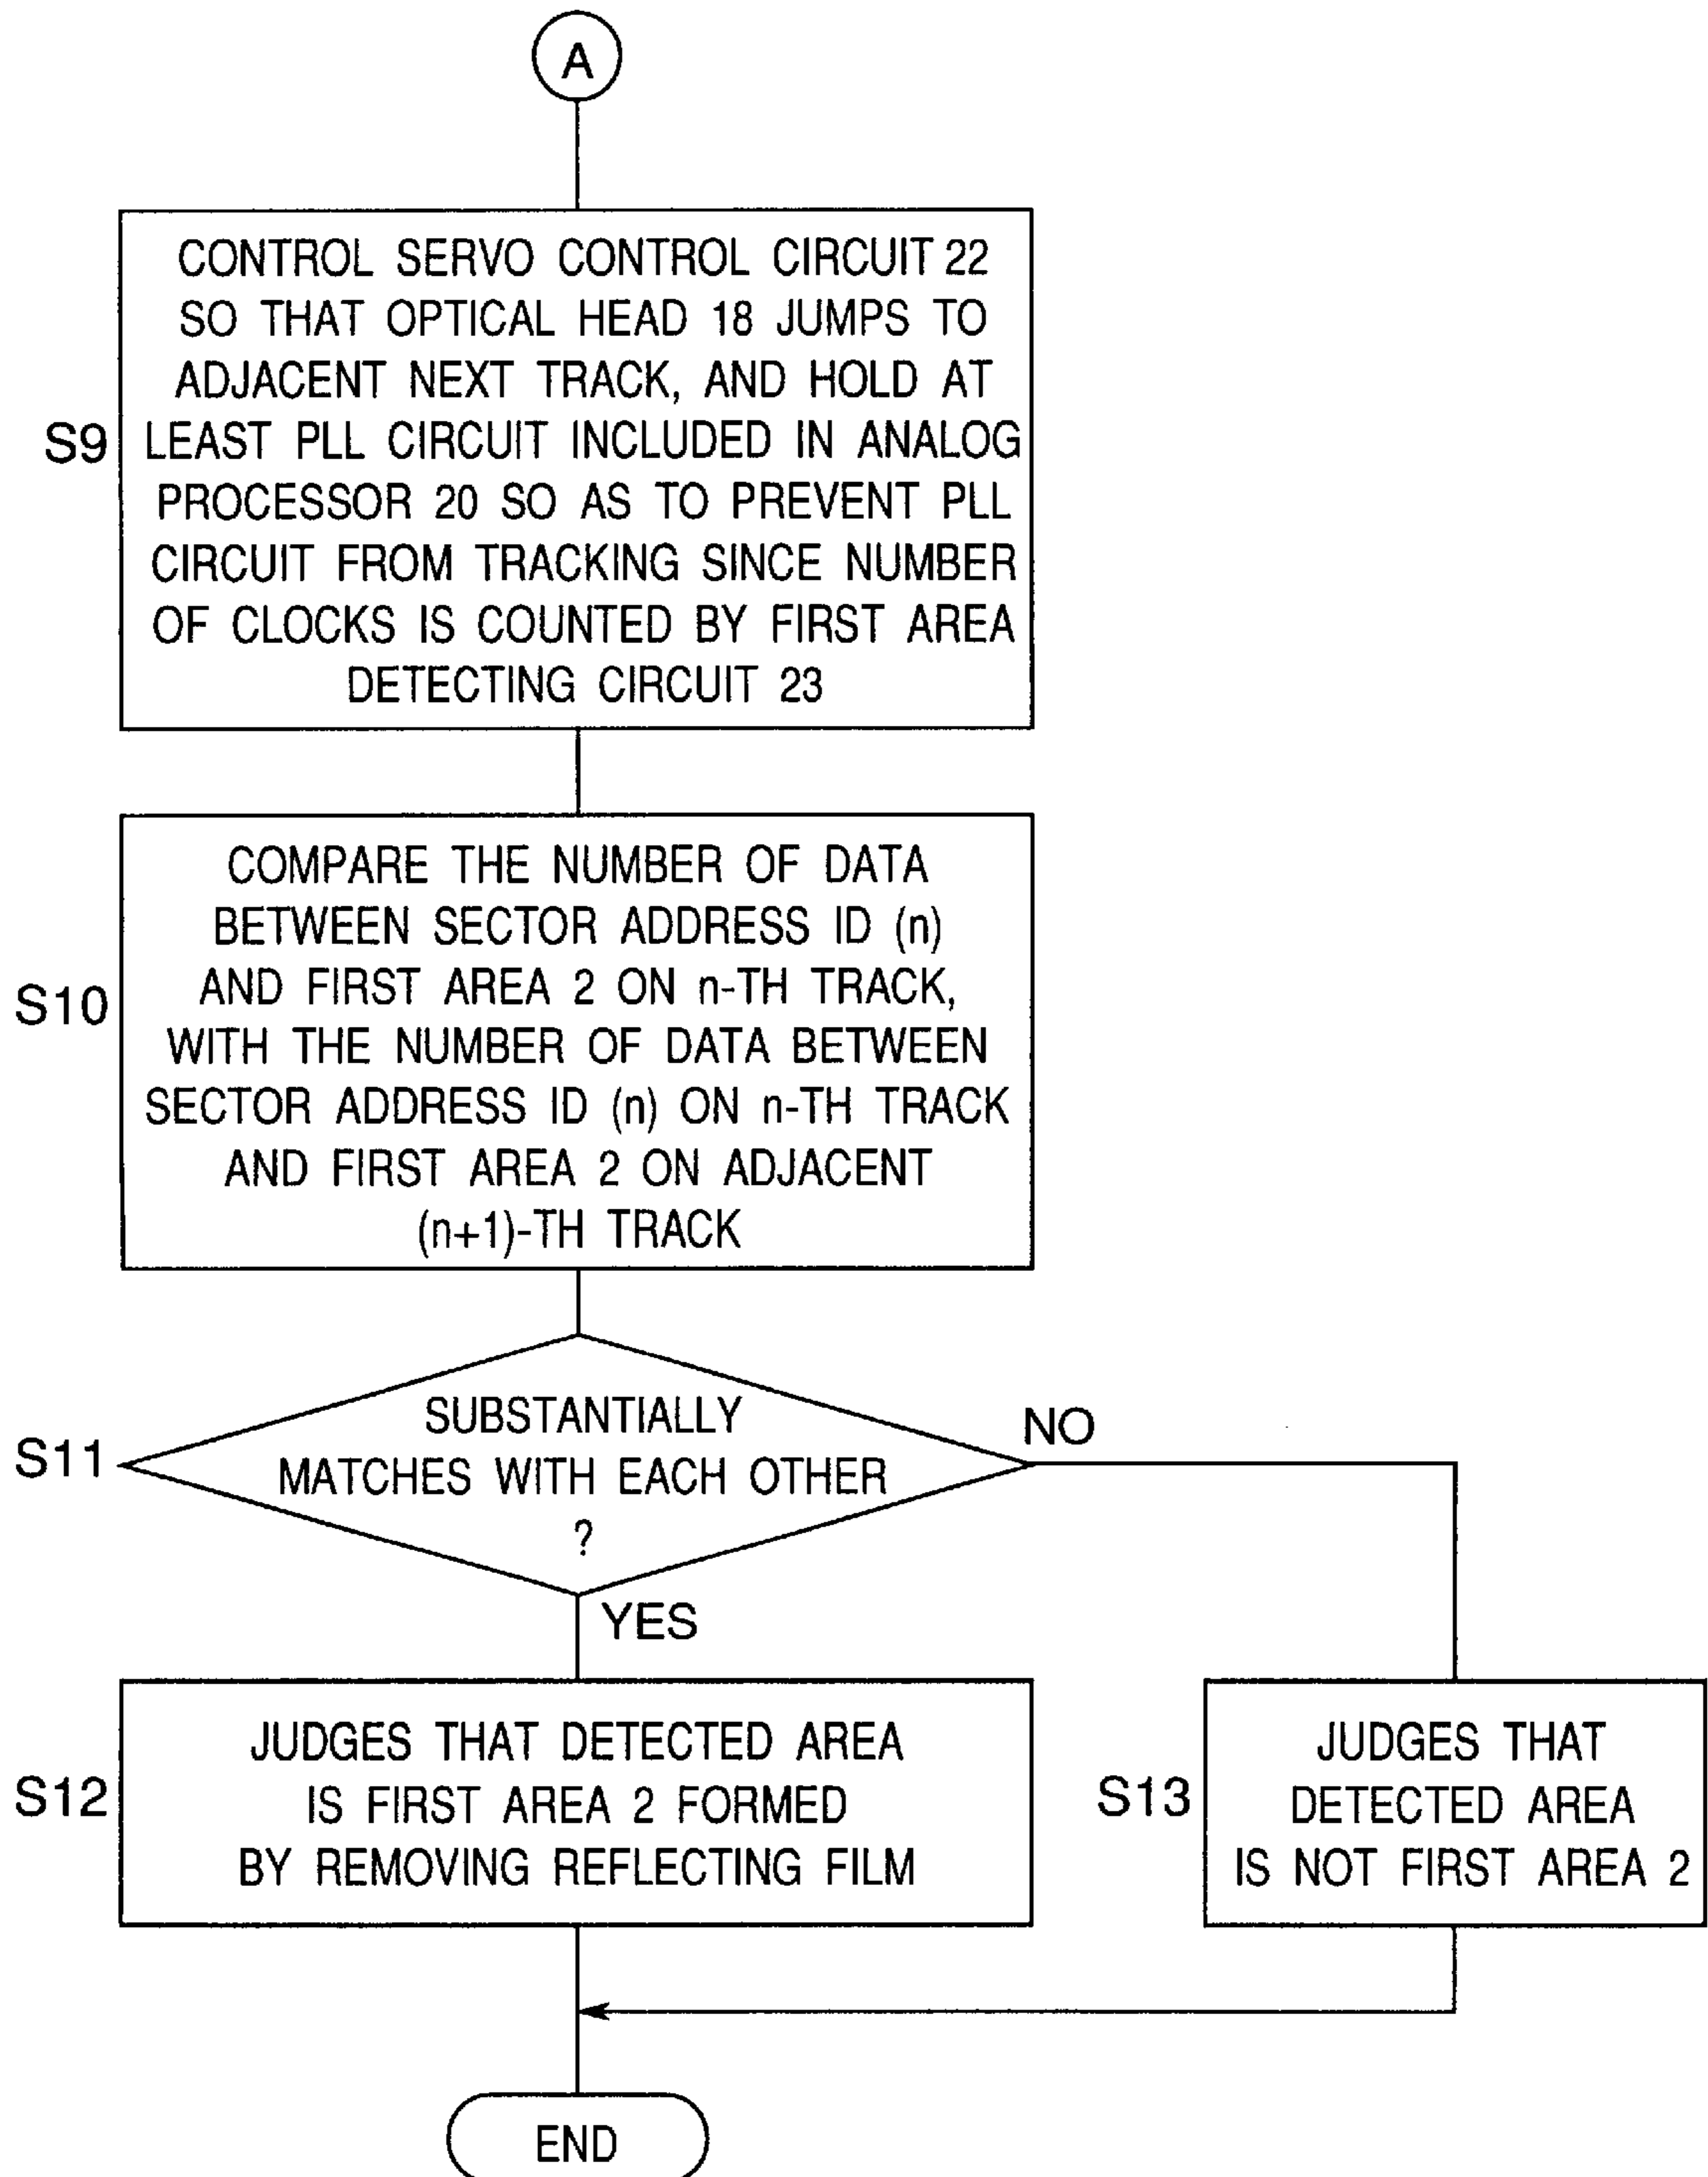 A
S9
CONTROL SERVO CONTROL CIRCUIT 22
SO THAT OPTICAL HEAD 18 JUMPS TO
ADJACENT NEXT TRACK, AND HOLD AT
LEAST PLL CIRCUIT INCLUDED IN ANALOG
PROCESSOR 20 SO AS TO PREVENT PLL
CIRCUIT FROM TRACKING SINCE NUMBER
OF CLOCKS IS COUNTED BY FIRST AREA
DETECTING CIRCUIT 23
S10
COMPARE THE NUMBER OF DATA
BETWEEN SECTOR ADDRESS ID (n)
AND FIRST AREA 2 ON n-TH TRACK,
WITH THE NUMBER OF DATA BETWEEN
SECTOR ADDRESS ID (n) ON n-TH TRACK
AND FIRST AREA 2 ON ADJACENT
(n+1)-TH TRACK
S11
SUBSTANTIALLY
MATCHES WITH EACH OTHER
?
NO
YES
S12
JUDGES THAT DETECTED AREA
IS FIRST AREA 2 FORMED
BY REMOVING REFLECTING FILM
S13
JUDGES THAT
DETECTED AREA
IS NOT FIRST AREA 2
END